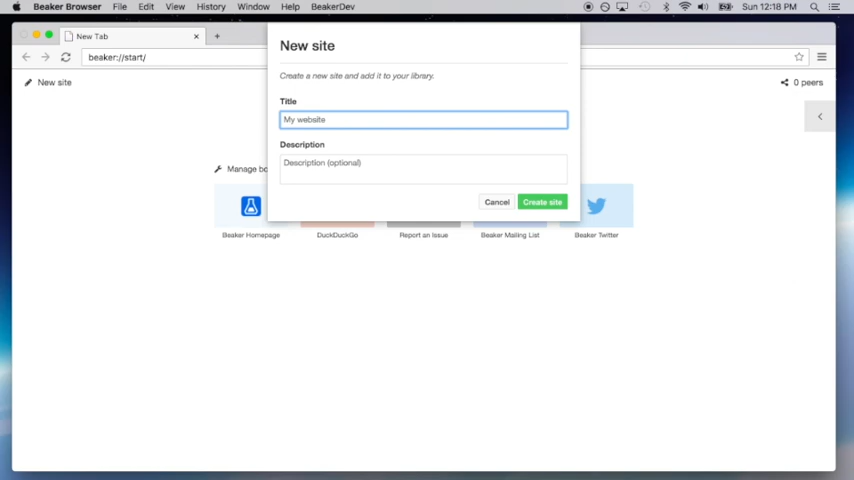 Beaker Browser File Edit View History Window Help BeakerDev Sun 12:18 PM
New Tab
beaker://start/
New site
0 peers
New site
Create a new site and add it to your library.
Title
My website
Description
Description (optional)
Cancel Create site
Manage bo
Beaker Homepage DuckDuckGo Report an Issue Beaker Mailing List Beaker Twitter